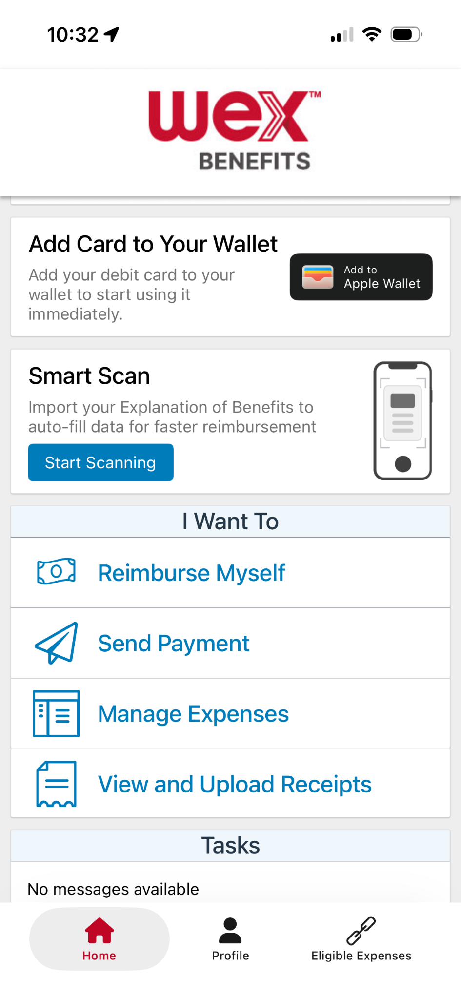 10:32
wex™
BENEFITS
Add Card to Your Wallet
Add your debit card to your
wallet to start using it
immediately.
Add to
Apple Wallet
Smart Scan
Import your Explanation of Benefits to
auto-fill data for faster reimbursement
Start Scanning
I Want To
Reimburse Myself
Send Payment
Manage Expenses
View and Upload Receipts
Tasks
No messages available
Home
Profile
Eligible Expenses